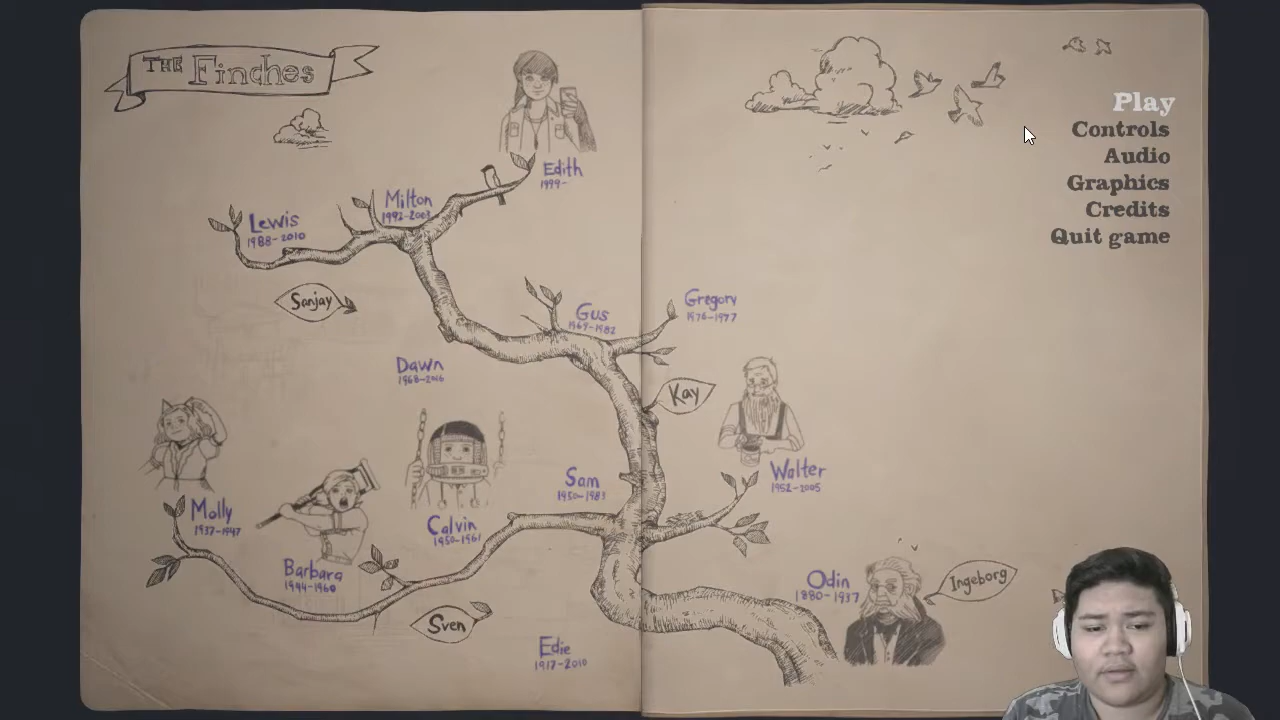 THE Finches
Edith
1999-
Milton
1992-2003
Lewis
1988-2010
Sanjay
Gus
1969-1982
Gregory
1976-1977
Dawn
1968-2016
Kay
Sam
1950-1983
Walter
1952-2005
Molly
1937-1947
Calvin
1950-1961
Barbara
1944-1960
Sven
Odin
1880-1937
Ingeborg
Edie
1917-2010
Play
Controls
Audio
Graphics
Credits
Quit game